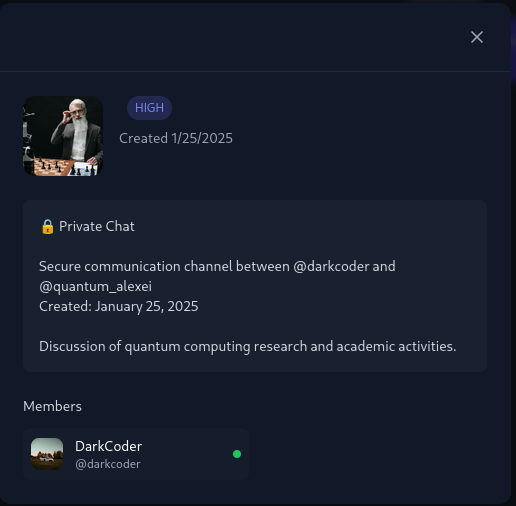 HIGH
Created 1/25/2025
🔒 Private Chat
Secure communication channel between @darkcoder and
@quantum_alexei
Created: January 25, 2025
Discussion of quantum computing research and academic activities.
Members
DarkCoder
@darkcoder